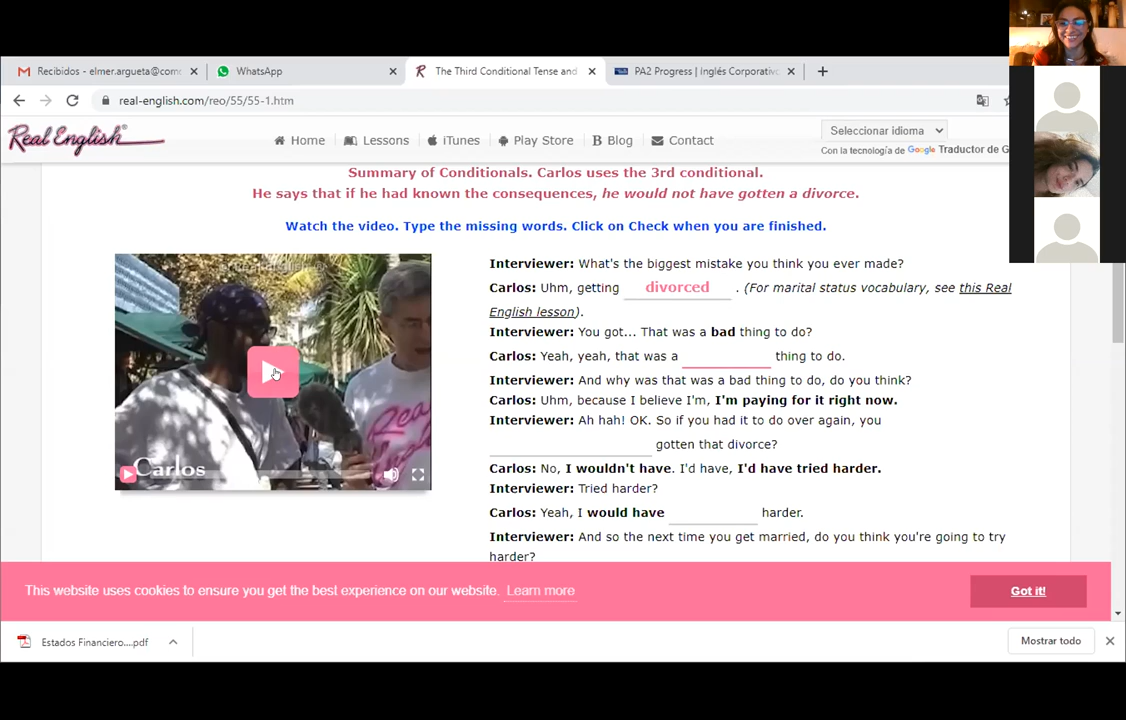 Recibidos - elmer.argueta@com
WhatsApp
The Third Conditional Tense and
PA2 Progress | Inglés Corporativo
real-english.com/reo/55/55-1.htm
Real English®
Home
Lessons
iTunes
Play Store
Blog
Contact
Seleccionar idioma
Con la tecnología de Google Traductor de G
Summary of Conditionals. Carlos uses the 3rd conditional.
He says that if he had known the consequences, he would not have gotten a divorce.
Watch the video. Type the missing words. Click on Check when you are finished.
Interviewer: What's the biggest mistake you think you ever made?
Carlos: Uhm, getting divorced . (For marital status vocabulary, see this Real
English lesson).
Interviewer: You got... That was a bad thing to do?
Carlos: Yeah, yeah, that was a thing to do.
Interviewer: And why was that was a bad thing to do, do you think?
Carlos: Uhm, because I believe I'm, I'm paying for it right now.
Interviewer: Ah hah! OK. So if you had it to do over again, you
gotten that divorce?
Carlos: No, I wouldn't have. I'd have, I'd have tried harder.
Interviewer: Tried harder?
Carlos: Yeah, I would have harder.
Interviewer: And so the next time you get married, do you think you're going to try
harder?
Carlos
This website uses cookies to ensure you get the best experience on our website. Learn more
Got it!
Estados Financiero....pdf
Mostrar todo